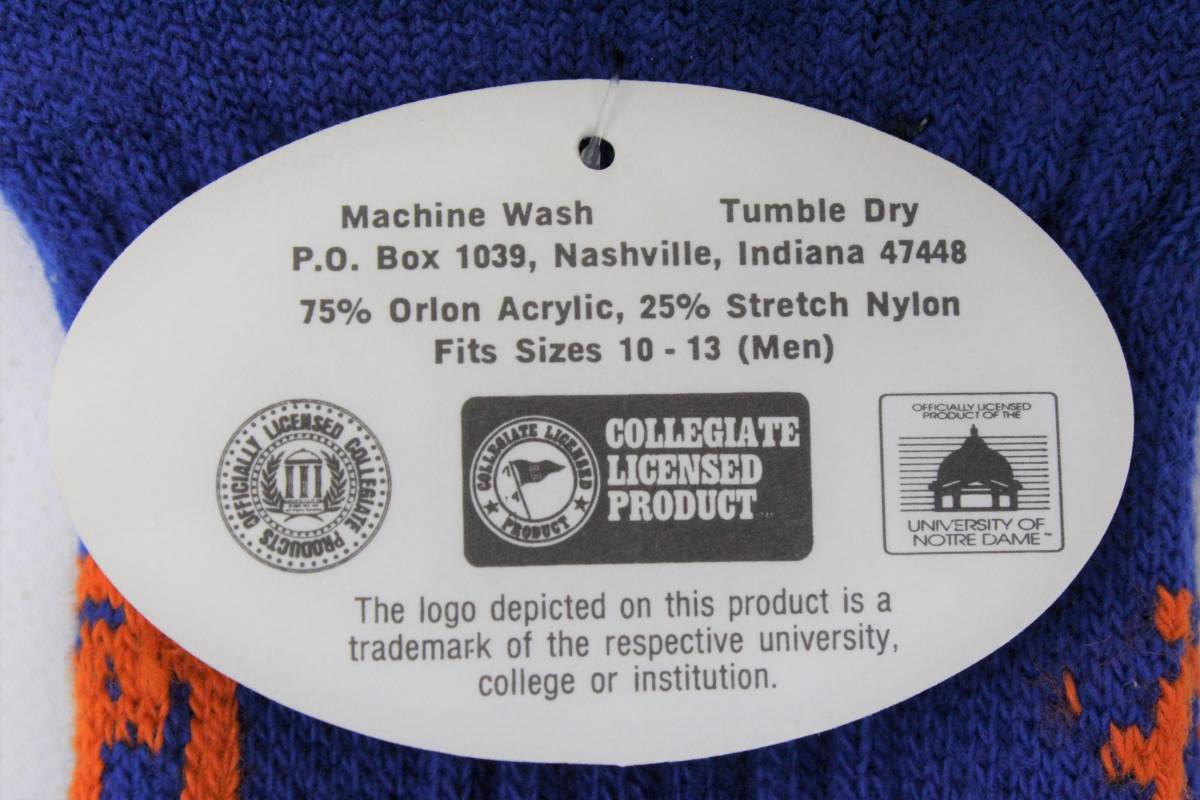 Machine Wash Tumble Dry
P.O. Box 1039, Nashville, Indiana 47448
75% Orlon Acrylic, 25% Stretch Nylon
Fits Sizes 10 - 13 (Men)
OFFICIALLY LICENSED COLLEGIATE PRODUCTS
COLLEGIATE LICENSED PRODUCT
COLLEGIATE
LICENSED
PRODUCT
OFFICIALLY LICENSED
PRODUCT OF THE
UNIVERSITY OF
NOTRE DAME™
The logo depicted on this product is a
trademark of the respective university,
college or institution.